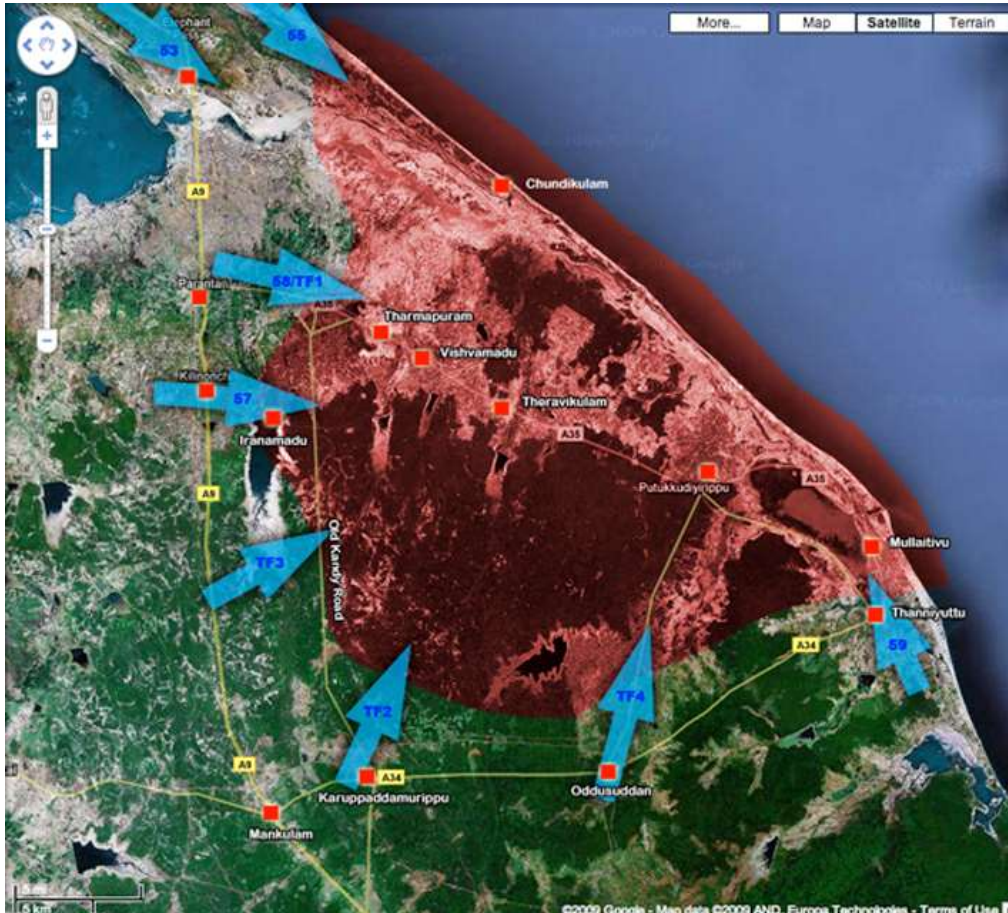 Elephant
53
55
More...
Map
Satellite
Terrain
Chundikulam
A9
58/TF1
Tharmapuram
Vishvamadu
57
Theravikulam
Iranamadu
A35
A9
Putukkudiyirippu
A35
Old Kandy Road
TF3
Mullaitivu
Thanniyuttu
A34
59
TF2
TF4
A9
A34
Karuppaddamurippu
Oddusuddan
Mankulam
5 km
©2009 Google - Map data ©2009 AND, Europa Technologies - Terms of Use